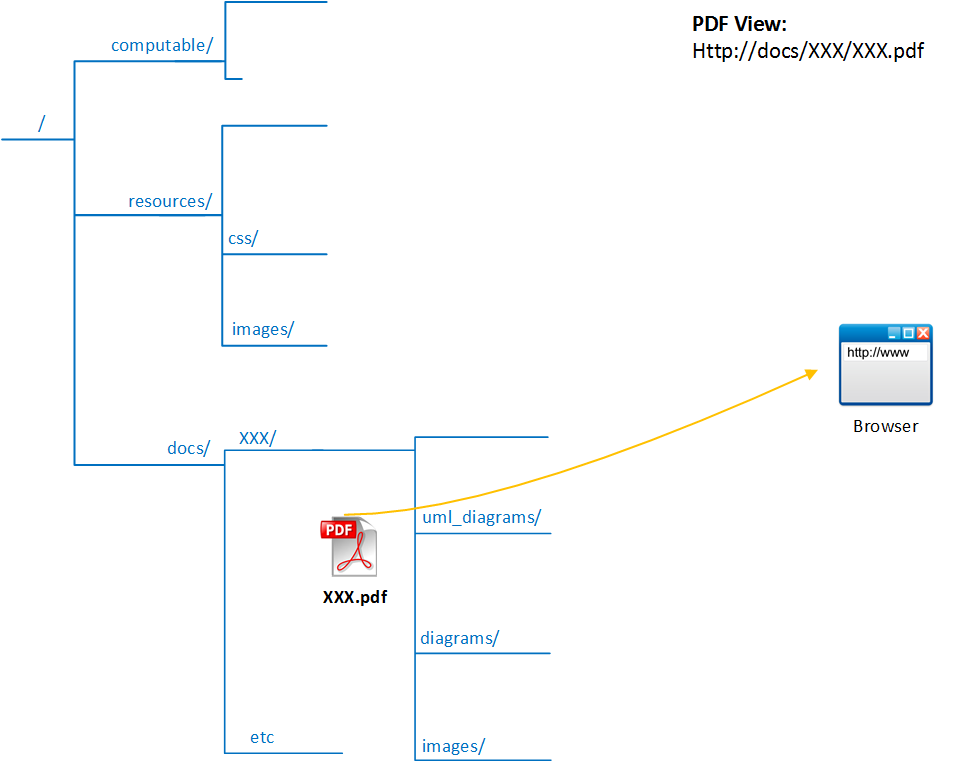 PDF View:
Http://docs/XXX/XXX.pdf
computable/
/
resources/
css/
images/
http://www
Browser
docs/
XXX/
PDF
XXX.pdf
uml_diagrams/
diagrams/
etc
images/